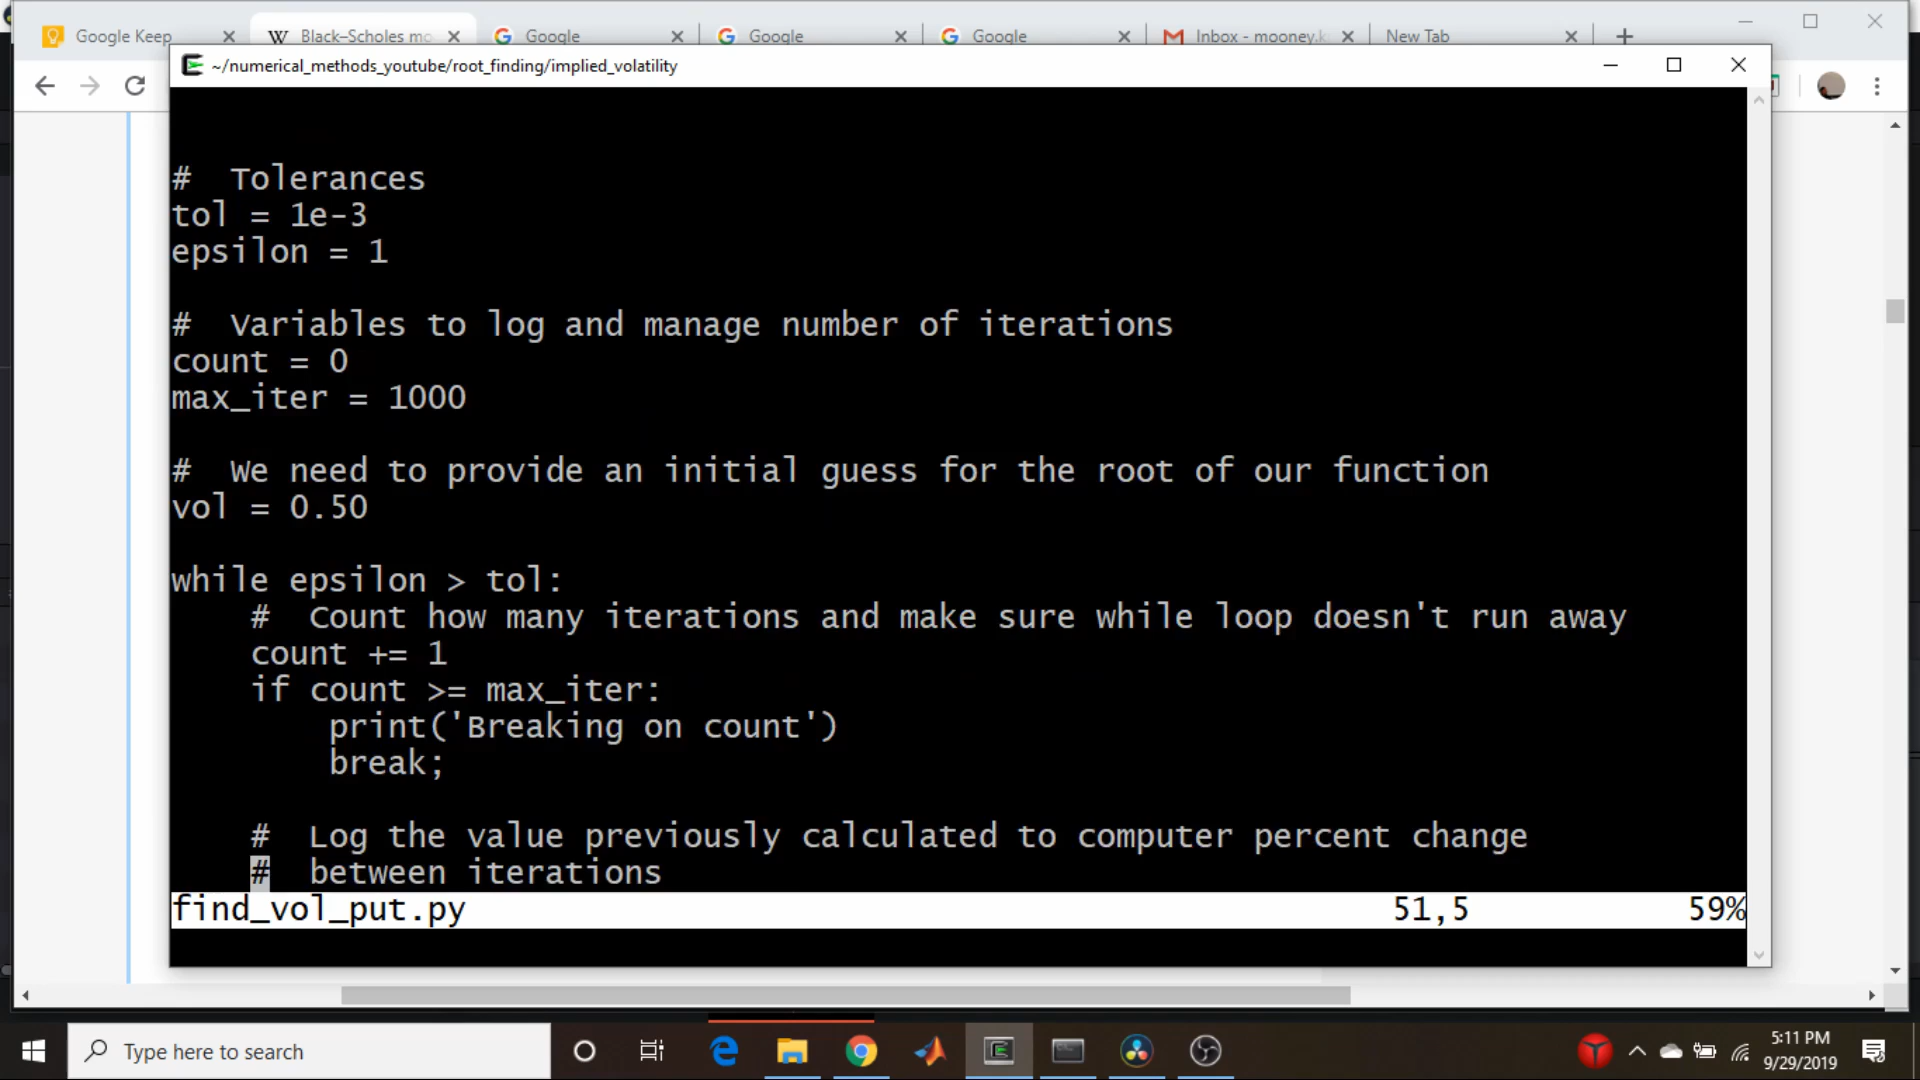 Google Keep
W Black–Scholes mo
Google
Google
Google
Inbox - mooney.k
New Tab
~/numerical_methods_youtube/root_finding/implied_volatility
#  Tolerances
tol = 1e-3
epsilon = 1
#  Variables to log and manage number of iterations
count = 0
max_iter = 1000
#  We need to provide an initial guess for the root of our function
vol = 0.50
while epsilon > tol:
    #  Count how many iterations and make sure while loop doesn't run away
    count += 1
    if count >= max_iter:
        print('Breaking on count')
        break;
    #  Log the value previously calculated to computer percent change
    #  between iterations
find_vol_put.py 51,5 59%
Type here to search
5:11 PM
9/29/2019